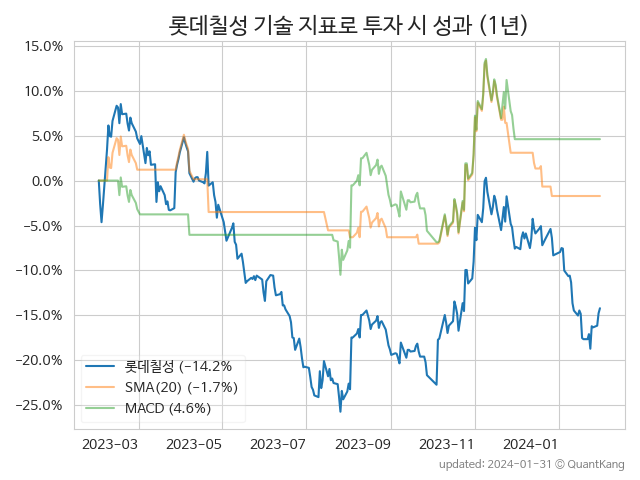 롯데칠성 기술 지표로 투자 시 성과 (1년)
15.0%
10.0%
5.0%
0.0%
−5.0%
−10.0%
−15.0%
−20.0%
−25.0%
롯데칠성 (−14.2%
SMA(20) (−1.7%)
MACD (4.6%)
2023-03 2023-05 2023-07 2023-09 2023-11 2024-01
updated: 2024-01-31 © QuantKang